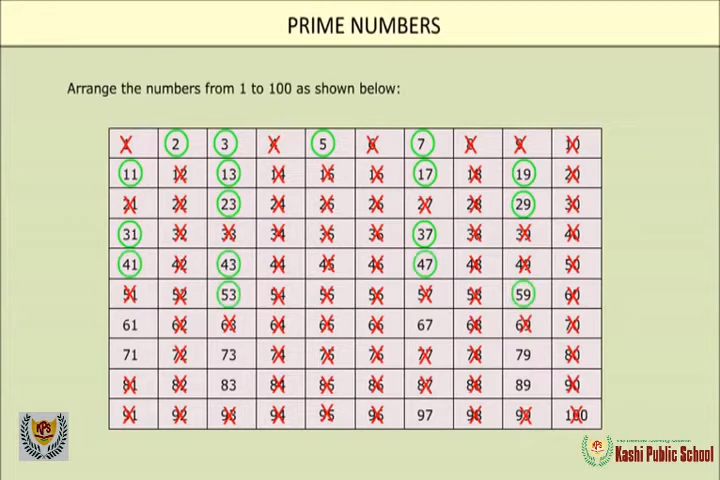 PRIME NUMBERS
Arrange the numbers from 1 to 100 as shown below:
1 2 3 4 5 6 7 8 9 10
11 12 13 14 15 16 17 18 19 20
21 22 23 24 25 26 27 28 29 30
31 32 33 34 35 36 37 38 39 40
41 42 43 44 45 46 47 48 49 50
51 52 53 54 55 56 57 58 59 60
61 62 63 64 65 66 67 68 69 70
71 72 73 74 75 76 77 78 79 80
81 82 83 84 85 86 87 88 89 90
91 92 93 94 95 96 97 98 99 100
KPS
Kashi Public School